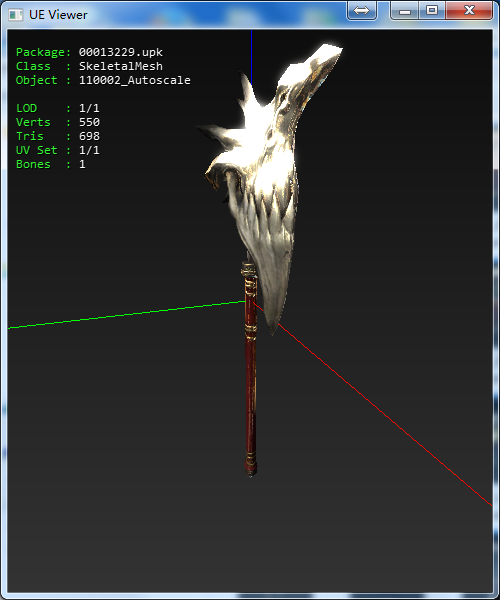 UE Viewer
Package: 00013229.upk
Class : SkeletalMesh
Object : 110002_Autoscale
LOD : 1/1
Verts : 550
Tris : 698
UV Set : 1/1
Bones : 1